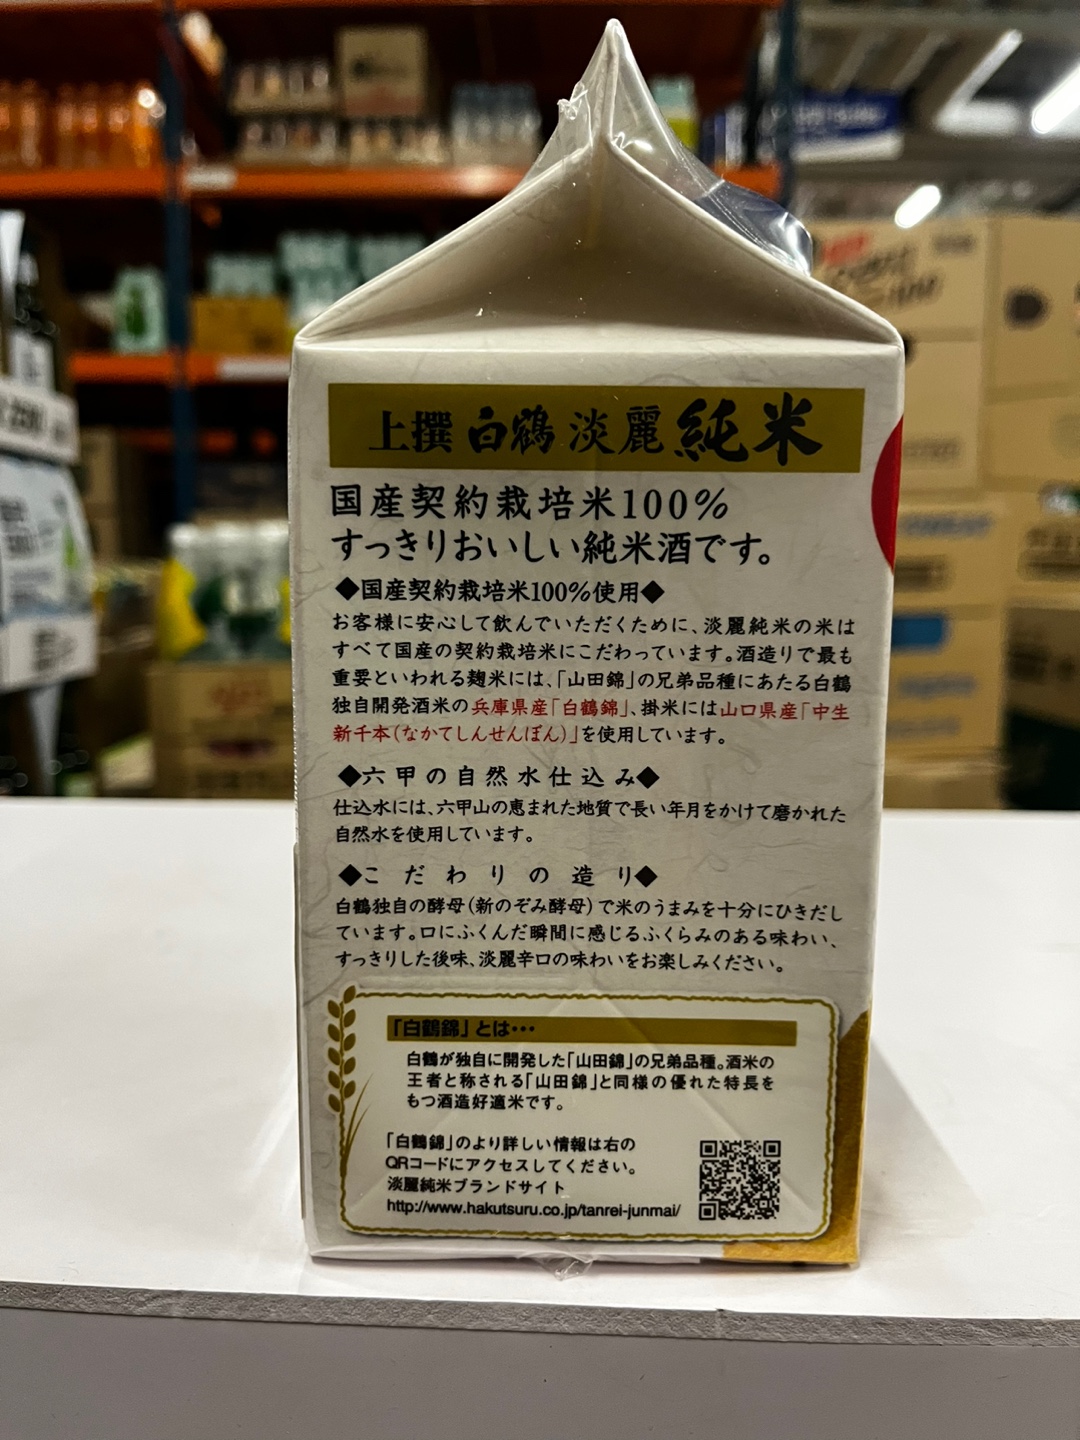 上撰 白鶴 淡麗 純米
国産契約栽培米100%
すっきりおいしい純米酒です。
◆国産契約栽培米100%使用◆
お客様に安心して飲んでいただくために、淡麗純米の米は
すべて国産の契約栽培米にこだわっています。酒造りで最も
重要といわれる麹米には、「山田錦」の兄弟品種にあたる白鶴
独自開発酒米の兵庫県産「白鶴錦」、掛米には山口県産「中生
新千本(なかてしんせんぼん)」を使用しています。
◆六甲の自然水仕込み◆
仕込水には、六甲山の恵まれた地質で長い年月をかけて磨かれた
自然水を使用しています。
◆こだわりの造り◆
白鶴独自の酵母(新のぞみ酵母)で米のうまみを十分にひきだし
ています。口にふくんだ瞬間に感じるふくらみのある味わい、
すっきりした後味、淡麗辛口の味わいをお楽しみください。
「白鶴錦」とは・・・
白鶴が独自に開発した「山田錦」の兄弟品種。酒米の
王者と称される「山田錦」と同様の優れた特長を
もつ酒造好適米です。
「白鶴錦」のより詳しい情報は右の
QRコードにアクセスしてください。
淡麗純米ブランドサイト
http://www.hakutsuru.co.jp/tanrei-junmai/